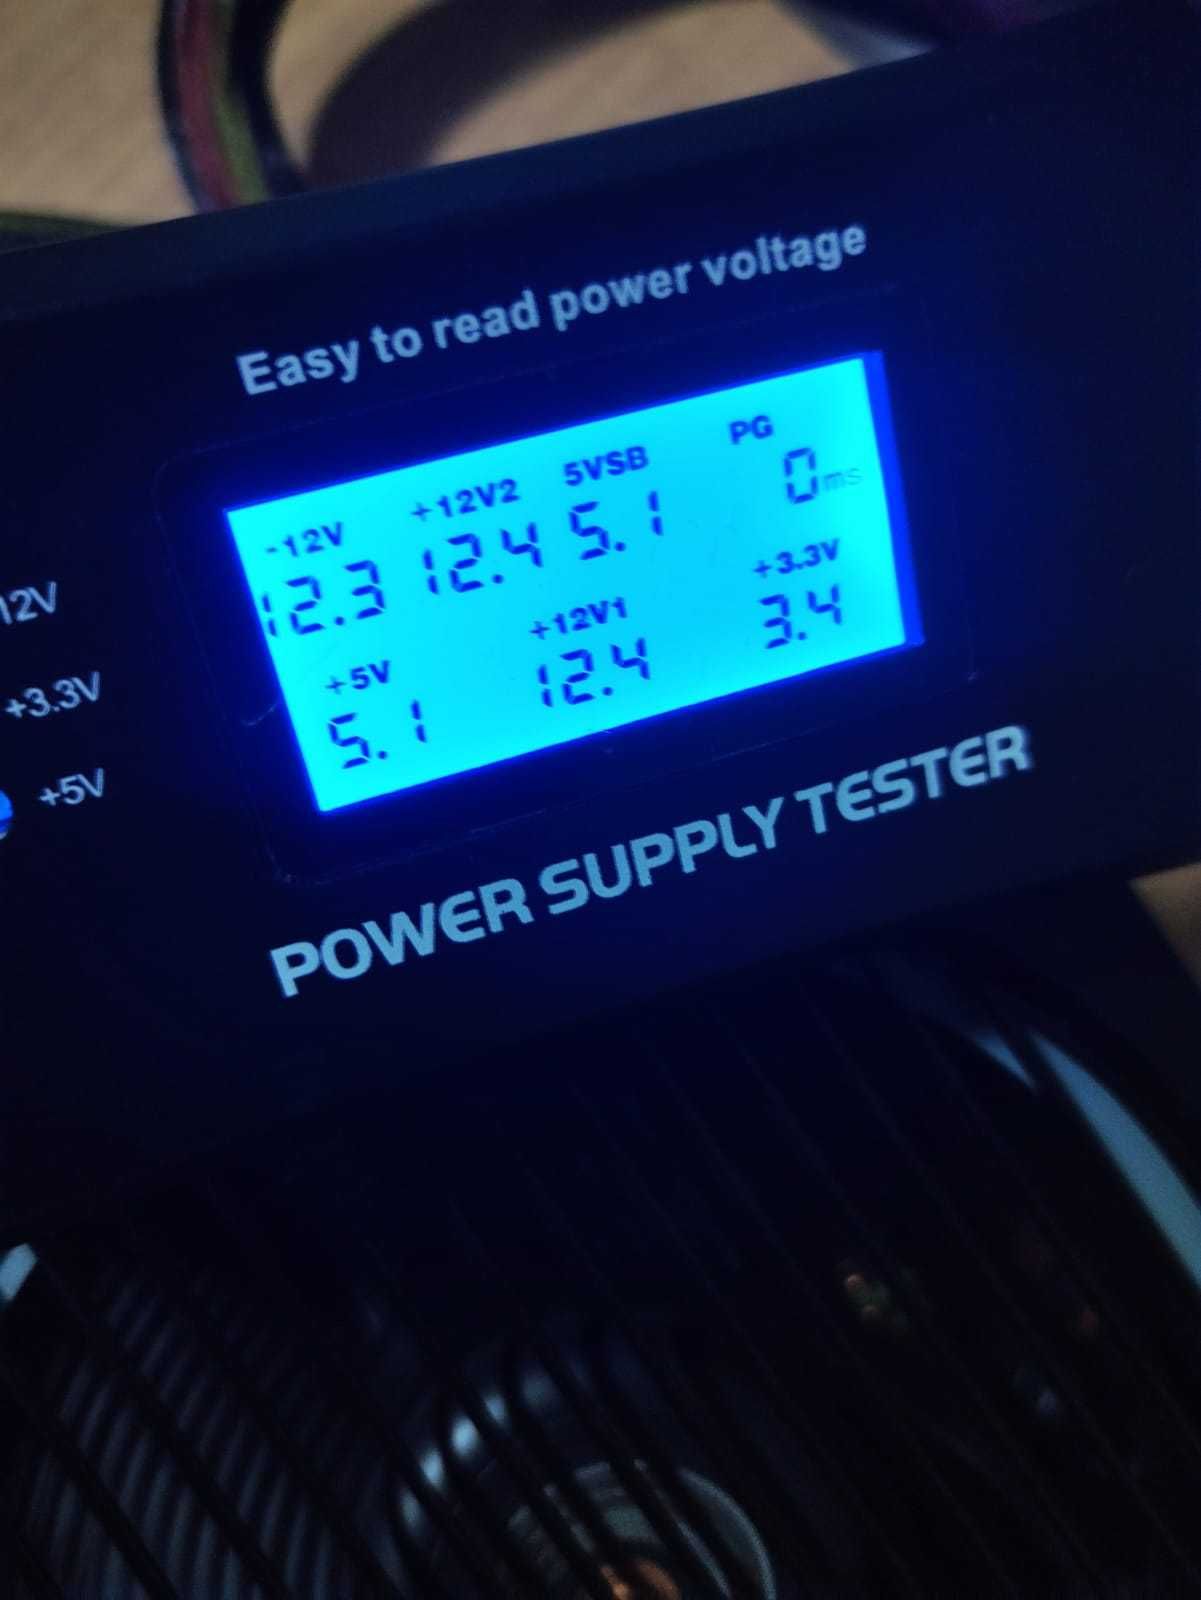 Easy to read power voltage
-12V +12V2 5VSB PG
12.3 12.4 5.1 0ms
+5V +12V1 +3.3V
5.1 12.4 3.4
12V
+3.3V
+5V
POWER SUPPLY TESTER